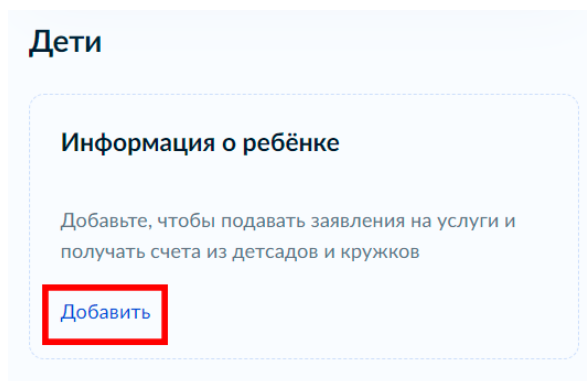 Дети
Информация о ребёнке
Добавьте, чтобы подавать заявления на услуги и
получать счета из детсадов и кружков
Добавить